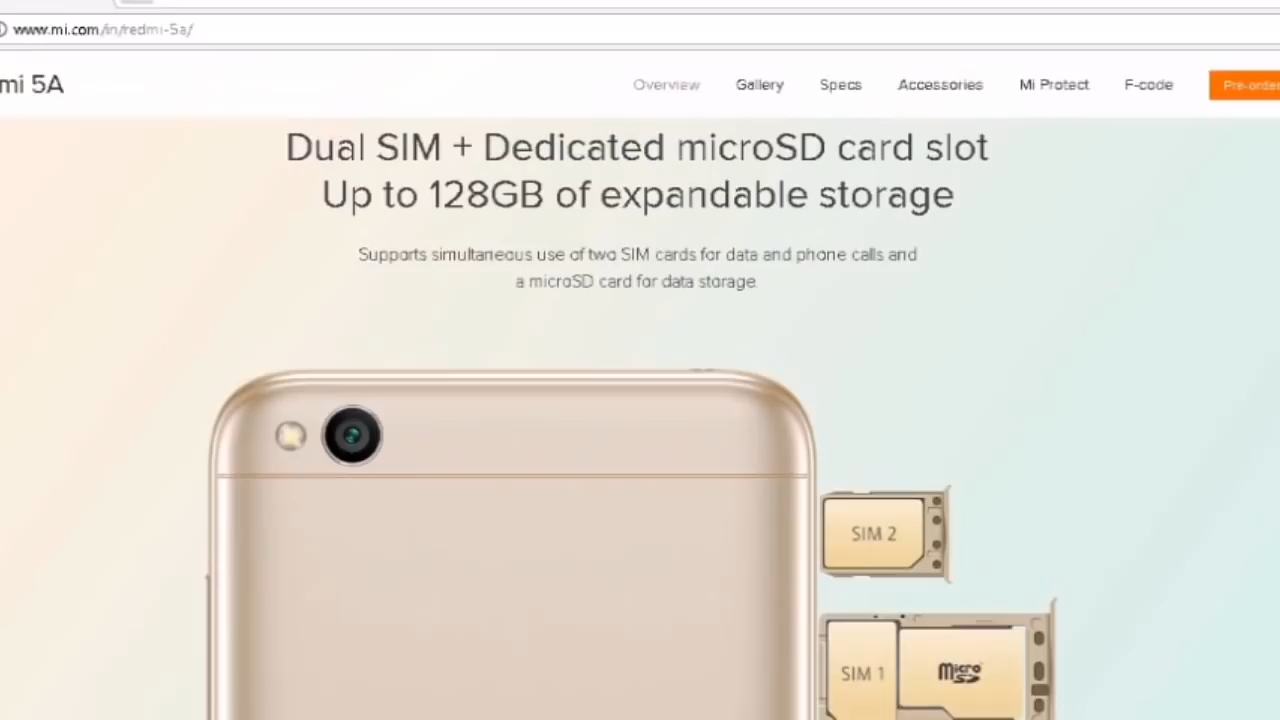 www.mi.com/in/redmi-5a/
mi 5A
Overview
Gallery
Specs
Accessories
Mi Protect
F-code
Pre-order
Dual SIM + Dedicated microSD card slot
Up to 128GB of expandable storage
Supports simultaneous use of two SIM cards for data and phone calls and
a microSD card for data storage.
SIM 2
SIM 1
micro SD